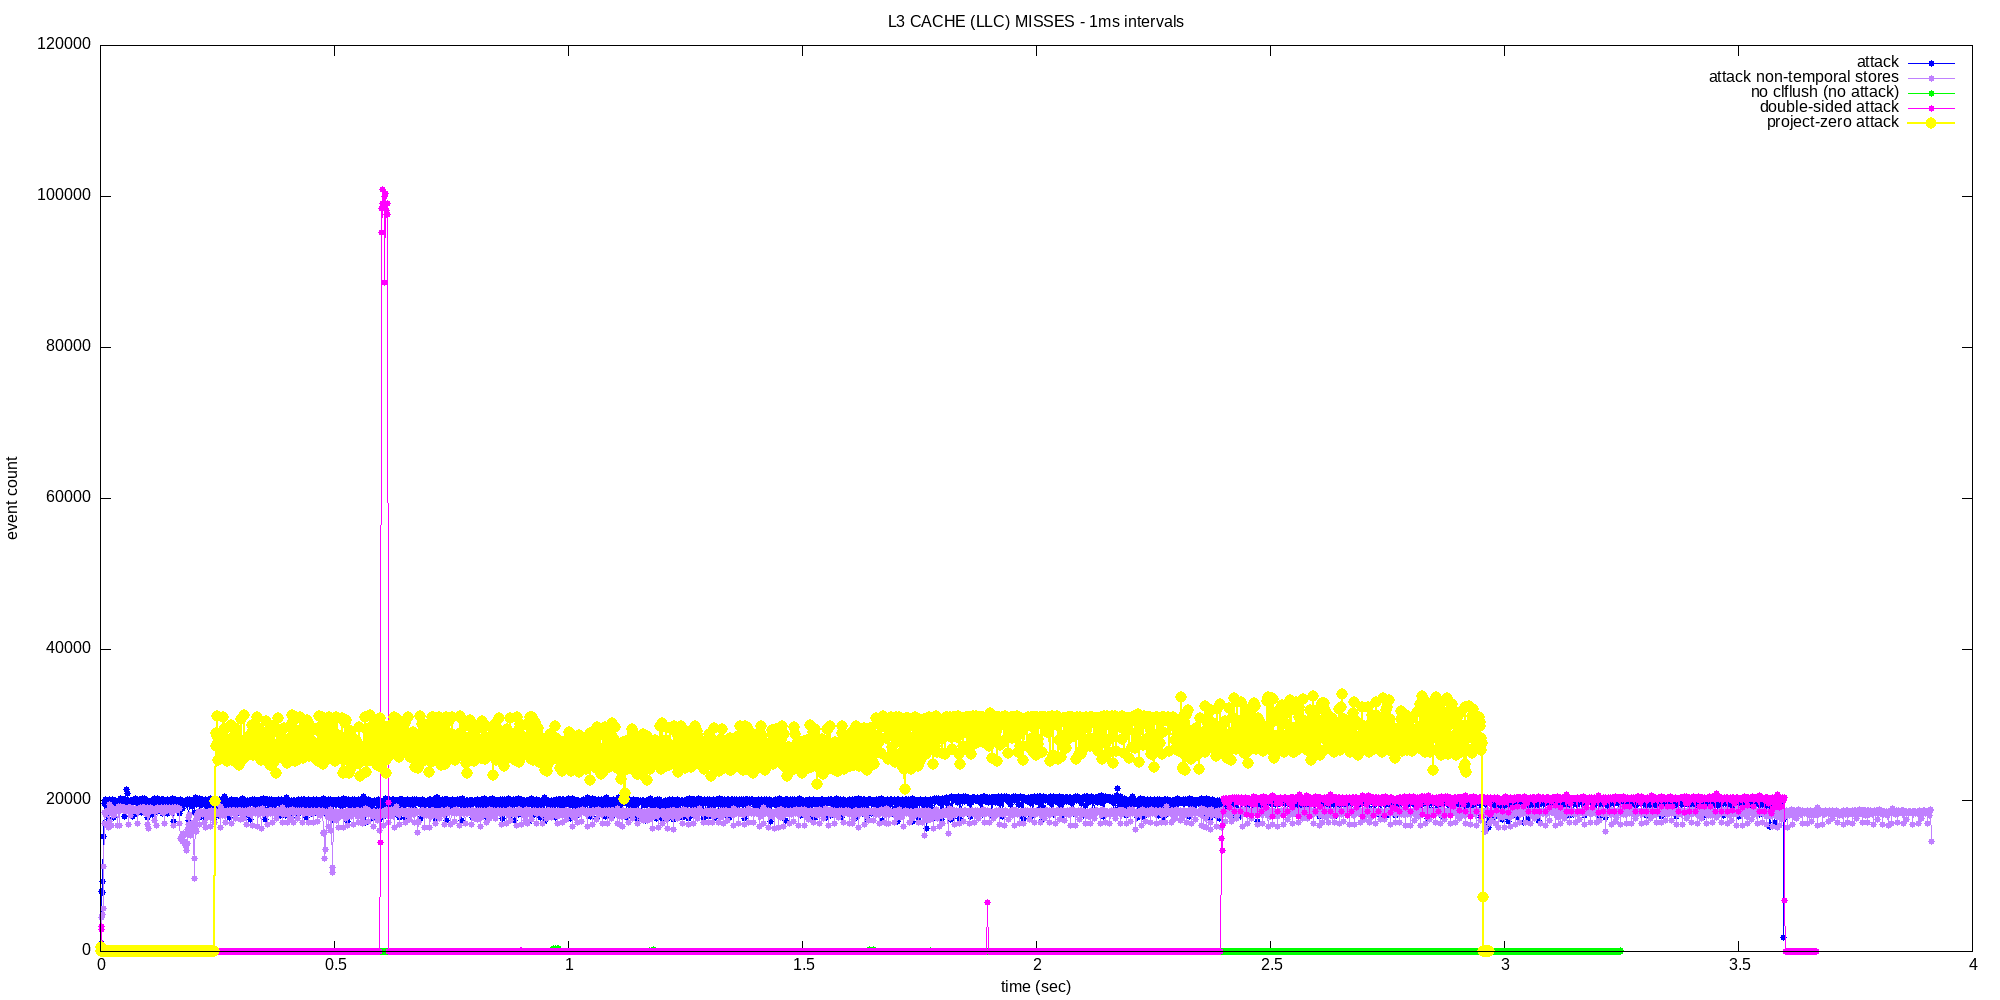 L3 CACHE (LLC) MISSES - 1ms intervals
120000
100000
80000
60000
40000
20000
0
event count
attack
attack non-temporal stores
no clflush (no attack)
double-sided attack
project-zero attack
0 0.5 1 1.5 2 2.5 3 3.5 4
time (sec)